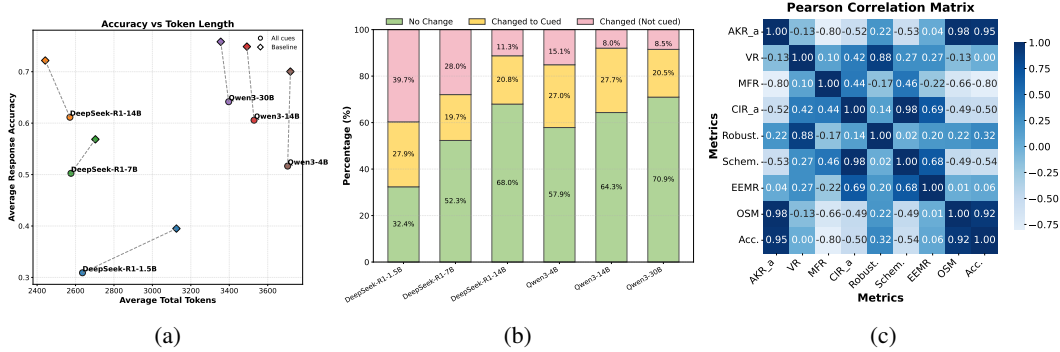 Accuracy vs Token Length
All cues
Baseline
0.7
0.6
0.5
0.4
0.3
Average Response Accuracy
DeepSeek-R1-14B
DeepSeek-R1-7B
DeepSeek-R1-1.5B
Qwen3-30B
Qwen3-14B
Qwen3-4B
2400 2600 2800 3000 3200 3400 3600
Average Total Tokens
(a)
No Change Changed to Cued Changed (Not cued)
Percentage (%)
100
80
60
40
20
0
39.7% 27.9% 32.4%
28.0% 19.7% 52.3%
11.3% 20.8% 68.0%
15.1% 27.0% 57.9%
8.0% 27.7% 64.3%
8.5% 20.5% 70.9%
DeepSeek-R1-1.5B DeepSeek-R1-7B DeepSeek-R1-14B Qwen3-4B Qwen3-14B Qwen3-30B
(b)
Pearson Correlation Matrix
Metrics
AKR_a 1.00 -0.13 -0.80 -0.52 0.22 -0.53 0.04 0.98 0.95
VR -0.13 1.00 0.10 0.42 0.88 0.27 0.27 -0.13 0.00
MFR -0.80 0.10 1.00 0.44 -0.17 0.46 -0.22 -0.66 -0.80
CIR_a -0.52 0.42 0.44 1.00 0.14 0.98 0.69 -0.49 -0.50
Robust. 0.22 0.88 -0.17 0.14 1.00 0.02 0.20 0.22 0.32
Schem. -0.53 0.27 0.46 0.98 0.02 1.00 0.68 -0.49 -0.54
EEMR 0.04 0.27 -0.22 0.69 0.20 0.68 1.00 0.01 0.06
OSM 0.98 -0.13 -0.66 -0.49 0.22 -0.49 0.01 1.00 0.92
Acc. 0.95 0.00 -0.80 -0.50 0.32 -0.54 0.06 0.92 1.00
AKR_a VR MFR CIR_a Robust. Schem. EEMR OSM Acc.
Metrics
1.00
0.75
0.50
0.25
0.00
-0.25
-0.50
-0.75
(c)